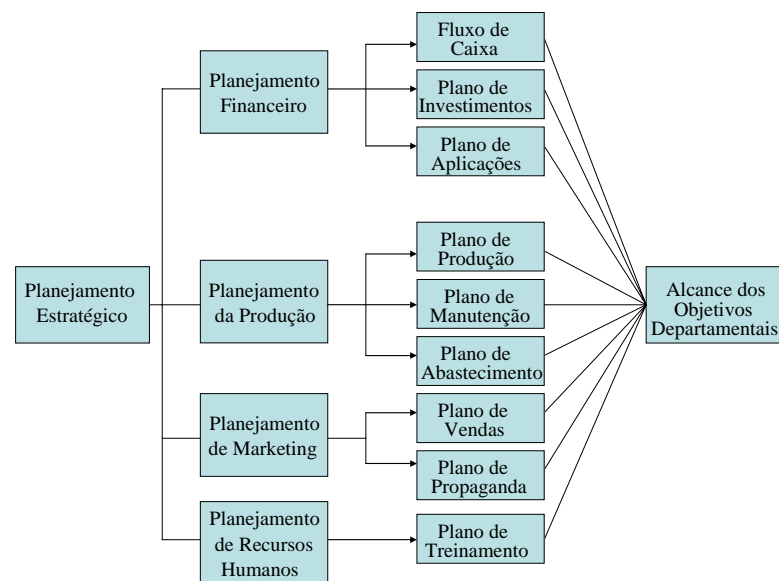 Planejamento
Estratégico
Planejamento
Financeiro
Planejamento
da Produção
Planejamento
de Marketing
Planejamento
de Recursos
Humanos
Fluxo de
Caixa
Plano de
Investimentos
Plano de
Aplicações
Plano de
Produção
Plano de
Manutenção
Plano de
Abastecimento
Plano de
Vendas
Plano de
Propaganda
Plano de
Treinamento
Alcance dos
Objetivos
Departamentais